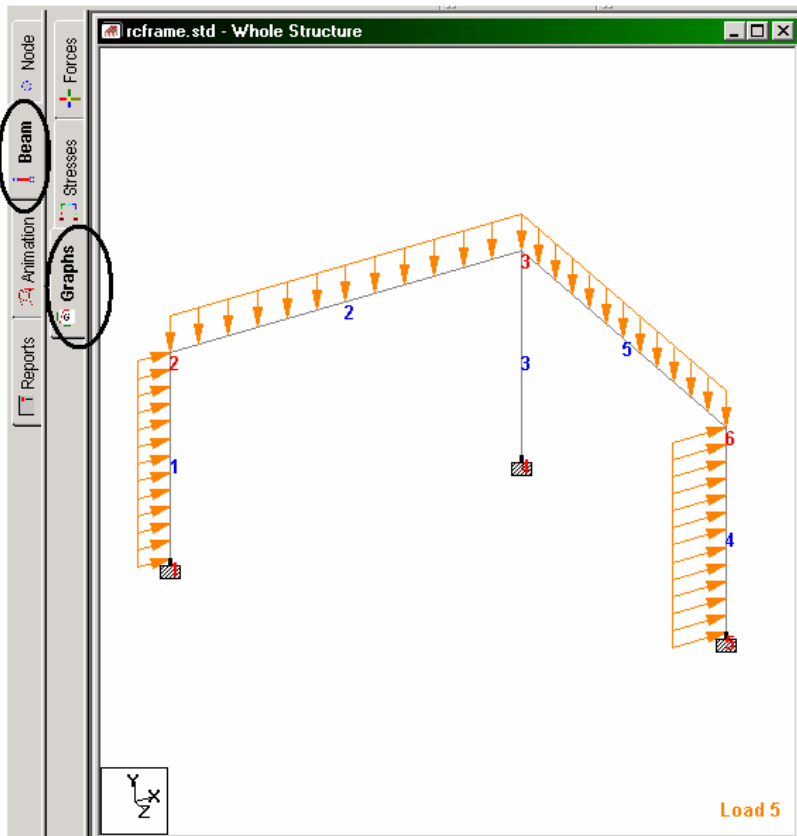 rcframe.std - Whole Structure
Node
Beam
Animation
Reports
Forces
Stresses
Graphs
G
3
2
2
5
3
6
1
4
4
1
5
Y
X
Z
Load 5